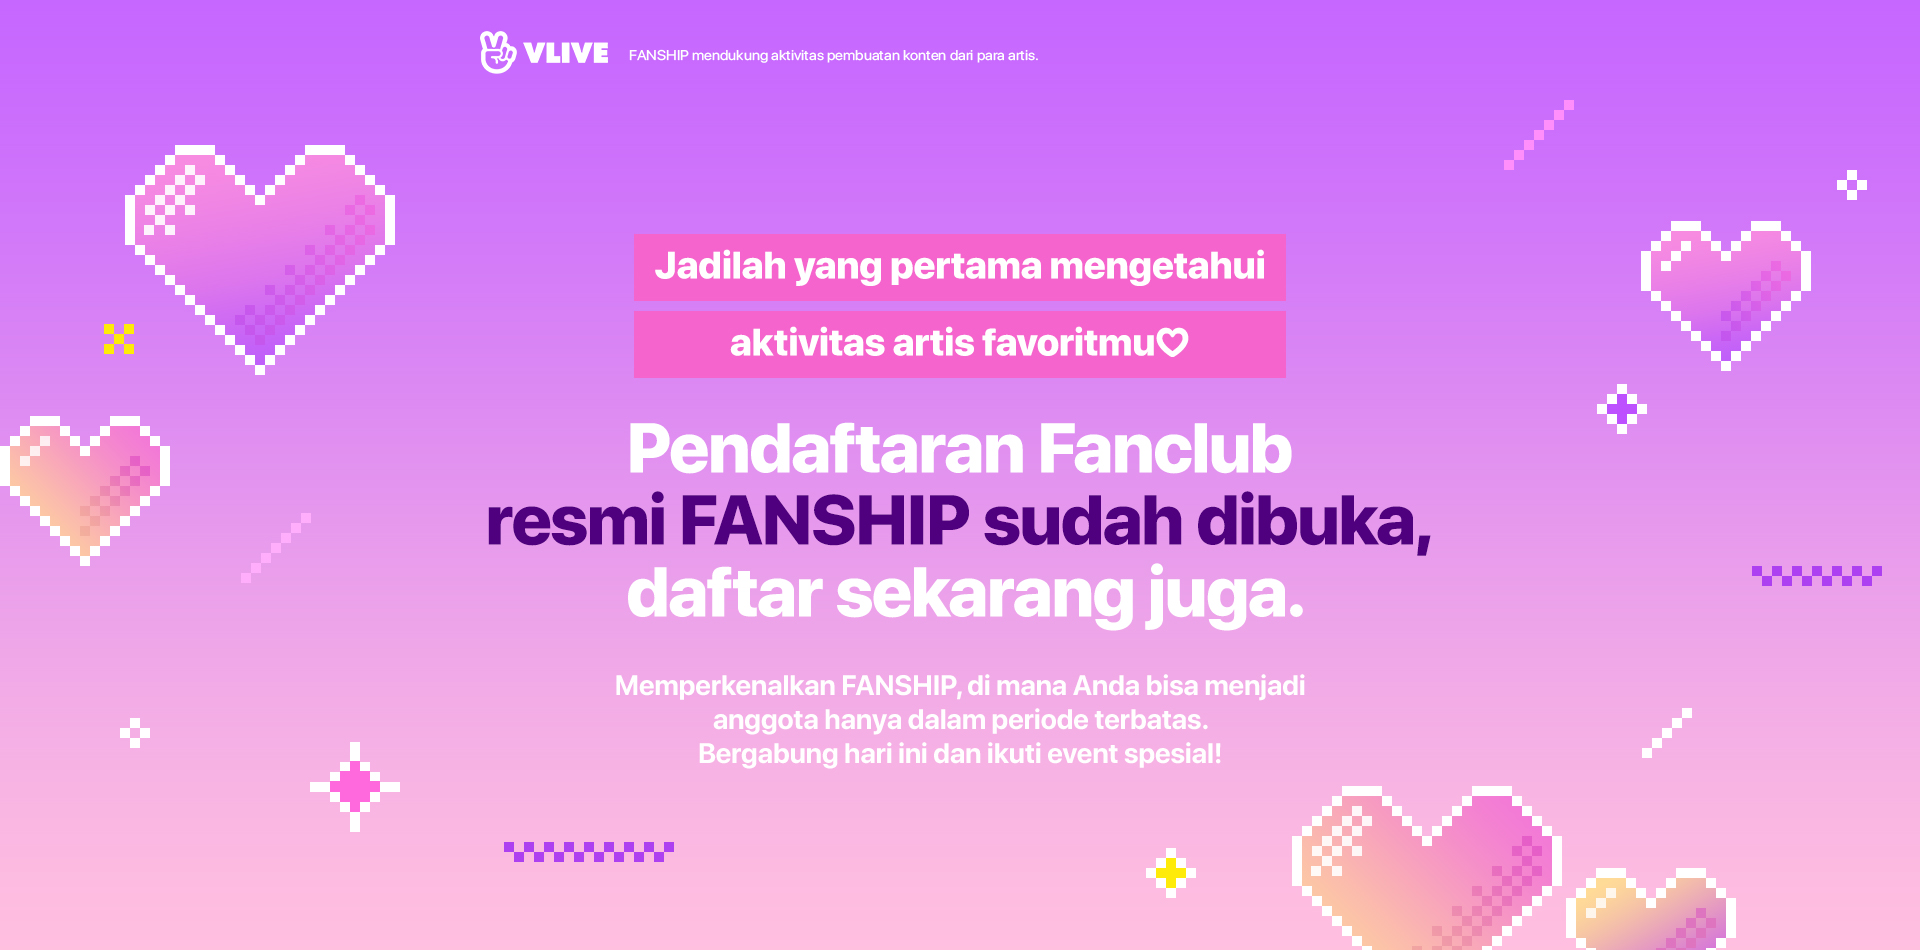 VLIVE FANSHIP mendukung aktivitas pembuatan konten dari para artis.
Jadilah yang pertama mengetahui
aktivitas artis favoritmu♡
Pendaftaran Fanclub
resmi FANSHIP sudah dibuka,
daftar sekarang juga.
Memperkenalkan FANSHIP, di mana Anda bisa menjadi
anggota hanya dalam periode terbatas.
Bergabung hari ini dan ikuti event spesial!